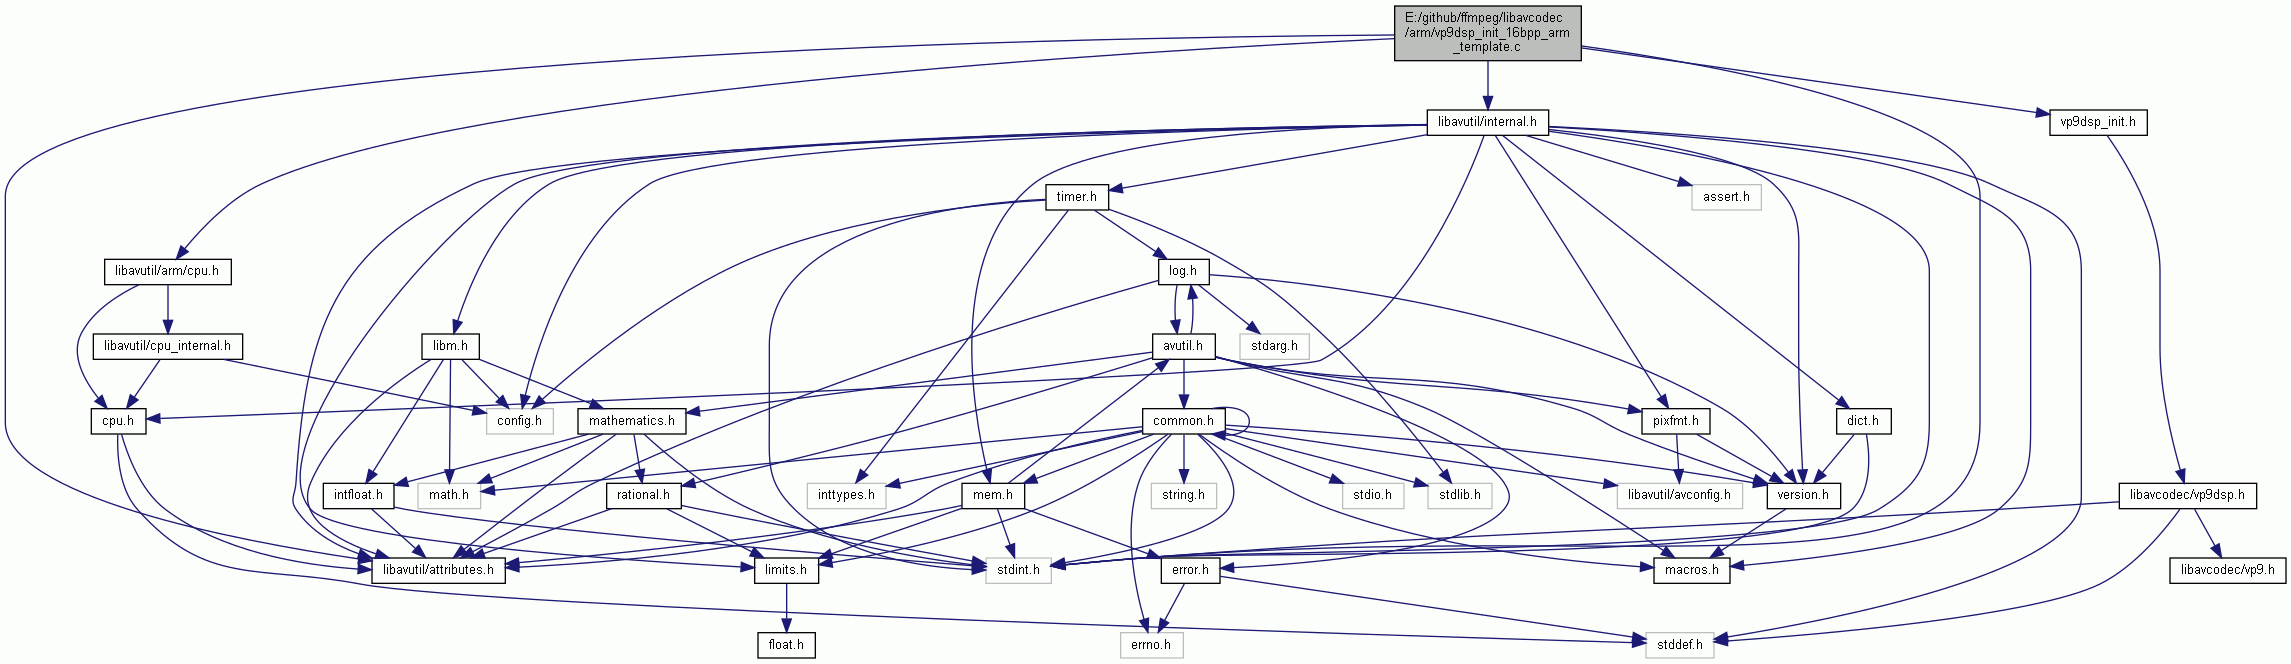 E:/github/ffmpeg/libavcodec
/arm/vp9dsp_init_16bpp_arm
_template.c
libavutil/internal.h
vp9dsp_init.h
timer.h
assert.h
libavutil/arm/cpu.h
log.h
libavutil/cpu_internal.h
libm.h
avutil.h
stdarg.h
cpu.h
config.h
mathematics.h
common.h
pixfmt.h
dict.h
intfloat.h
math.h
rational.h
inttypes.h
mem.h
string.h
stdio.h
stdlib.h
libavutil/avconfig.h
version.h
libavcodec/vp9dsp.h
libavutil/attributes.h
limits.h
stdint.h
error.h
macros.h
libavcodec/vp9.h
float.h
errno.h
stddef.h